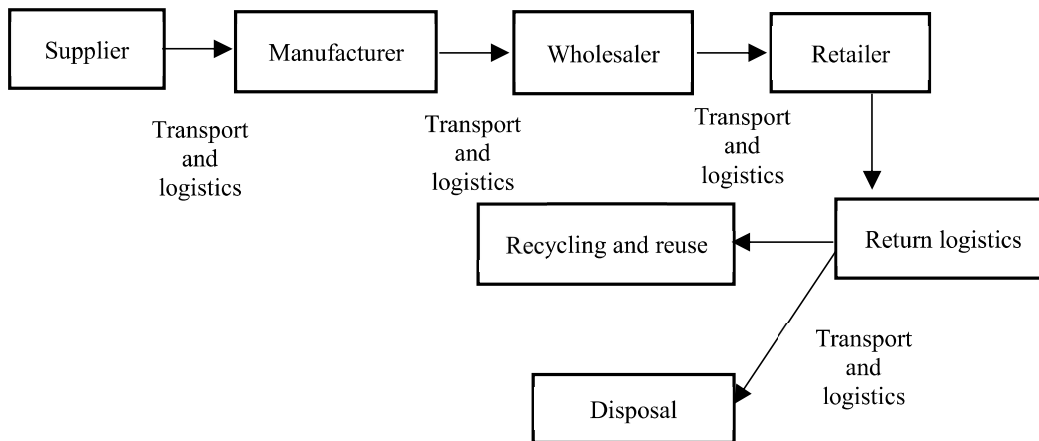 Supplier
Manufacturer
Wholesaler
Retailer
Transport
and
logistics
Transport
and
logistics
Transport
and
logistics
Recycling and reuse
Return logistics
Transport
and
logistics
Disposal